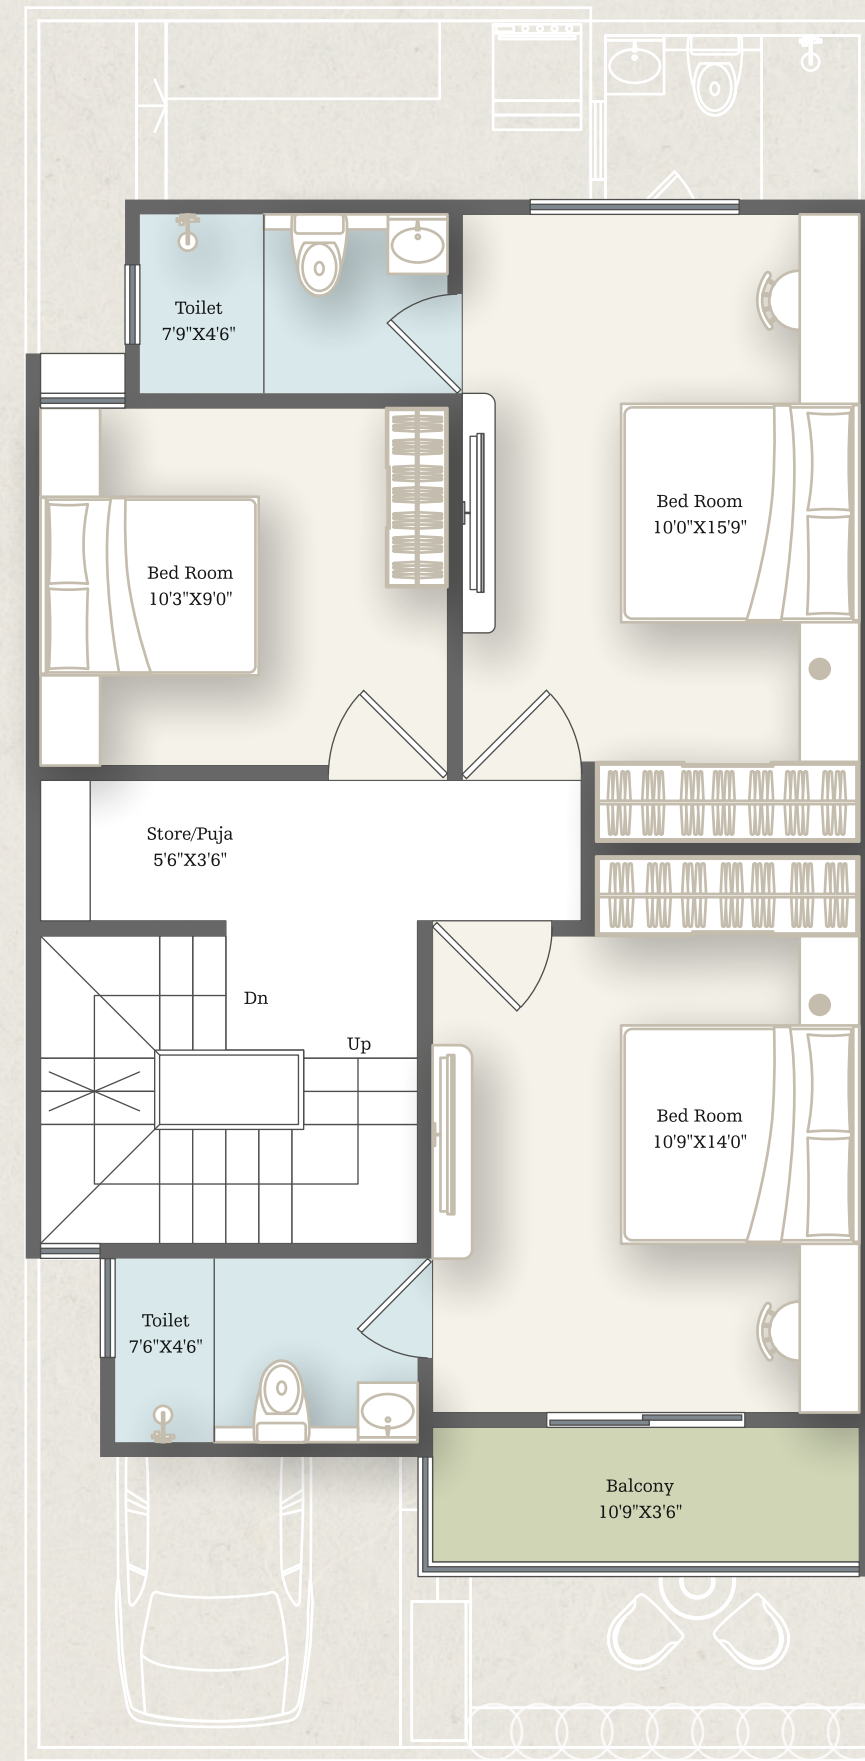 Toilet
7'9"X4'6"
Bed Room
10'0"X15'9"
Bed Room
10'3"X9'0"
Store/Puja
5'6"X3'6"
Dn
Up
Bed Room
10'9"X14'0"
Toilet
7'6"X4'6"
Balcony
10'9"X3'6"